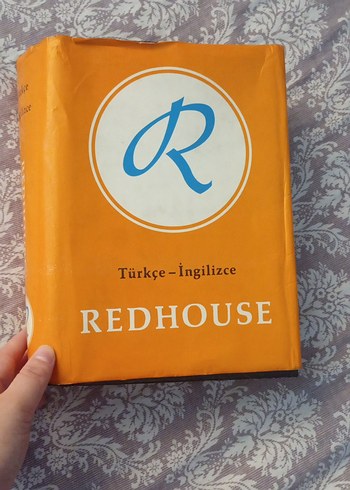 R
Türkçe – İngilizce
REDHOUSE